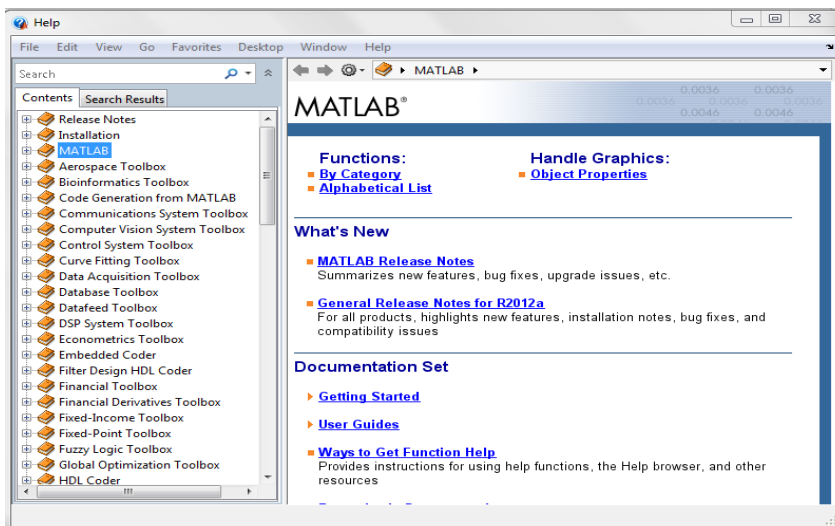 Help
File Edit View Go Favorites Desktop Window Help
Search
Contents Search Results
Release Notes
Installation
MATLAB
Aerospace Toolbox
Bioinformatics Toolbox
Code Generation from MATLAB
Communications System Toolbox
Computer Vision System Toolbox
Control System Toolbox
Curve Fitting Toolbox
Data Acquisition Toolbox
Database Toolbox
Datafeed Toolbox
DSP System Toolbox
Econometrics Toolbox
Embedded Coder
Filter Design HDL Coder
Financial Toolbox
Financial Derivatives Toolbox
Fixed-Income Toolbox
Fixed-Point Toolbox
Fuzzy Logic Toolbox
Global Optimization Toolbox
HDL Coder
MATLAB
MATLAB®
0.0036 0.0036
0.0036 0.0036 0.0036
0.0046 0.0046
Functions:
By Category
Alphabetical List
Handle Graphics:
Object Properties
What's New
MATLAB Release Notes
Summarizes new features, bug fixes, upgrade issues, etc.
General Release Notes for R2012a
For all products, highlights new features, installation notes, bug fixes, and
compatibility issues
Documentation Set
Getting Started
User Guides
Ways to Get Function Help
Provides instructions for using help functions, the Help browser, and other
resources